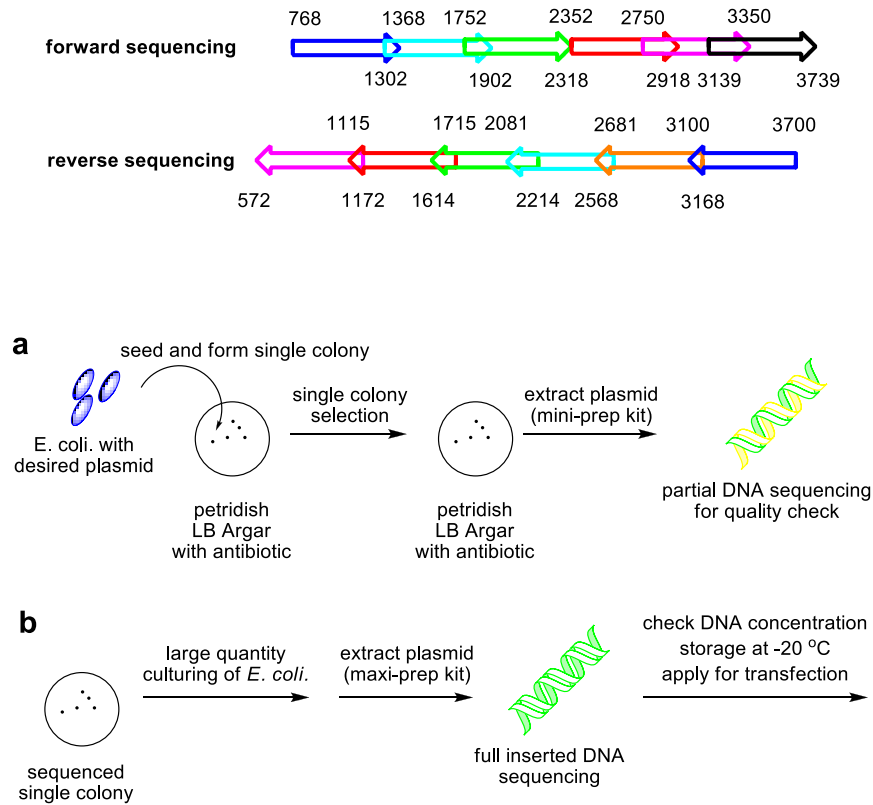 768 1368 1752 2352 2750 3350
forward sequencing
1302 1902 2318 2918 3139 3739
1115 1715 2081 2681 3100 3700
reverse sequencing
572 1172 1614 2214 2568 3168
a
seed and form single colony
E. coli. with
desired plasmid
petridish
LB Argar
with antibiotic
single colony
selection
petridish
LB Argar
with antibiotic
extract plasmid
(mini-prep kit)
partial DNA sequencing
for quality check
b
sequenced
single colony
large quantity
culturing of E. coli.
extract plasmid
(maxi-prep kit)
full inserted DNA
sequencing
check DNA concentration
storage at -20 °C
apply for transfection